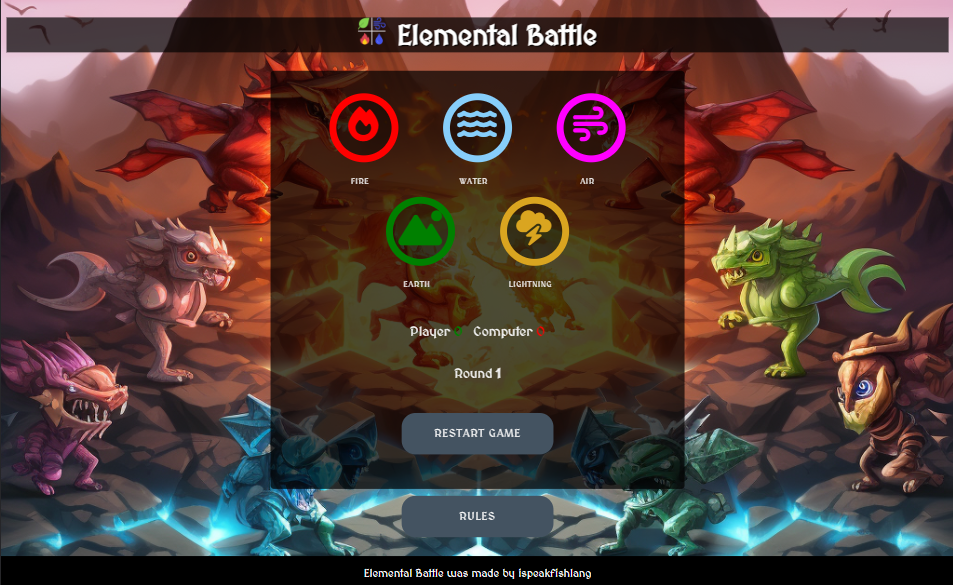 Elemental Battle
FIRE WATER AIR
EARTH LIGHTNING
Player 0 Computer 0
Round 1
RESTART GAME
RULES
Elemental Battle was made by ispeakfishlang